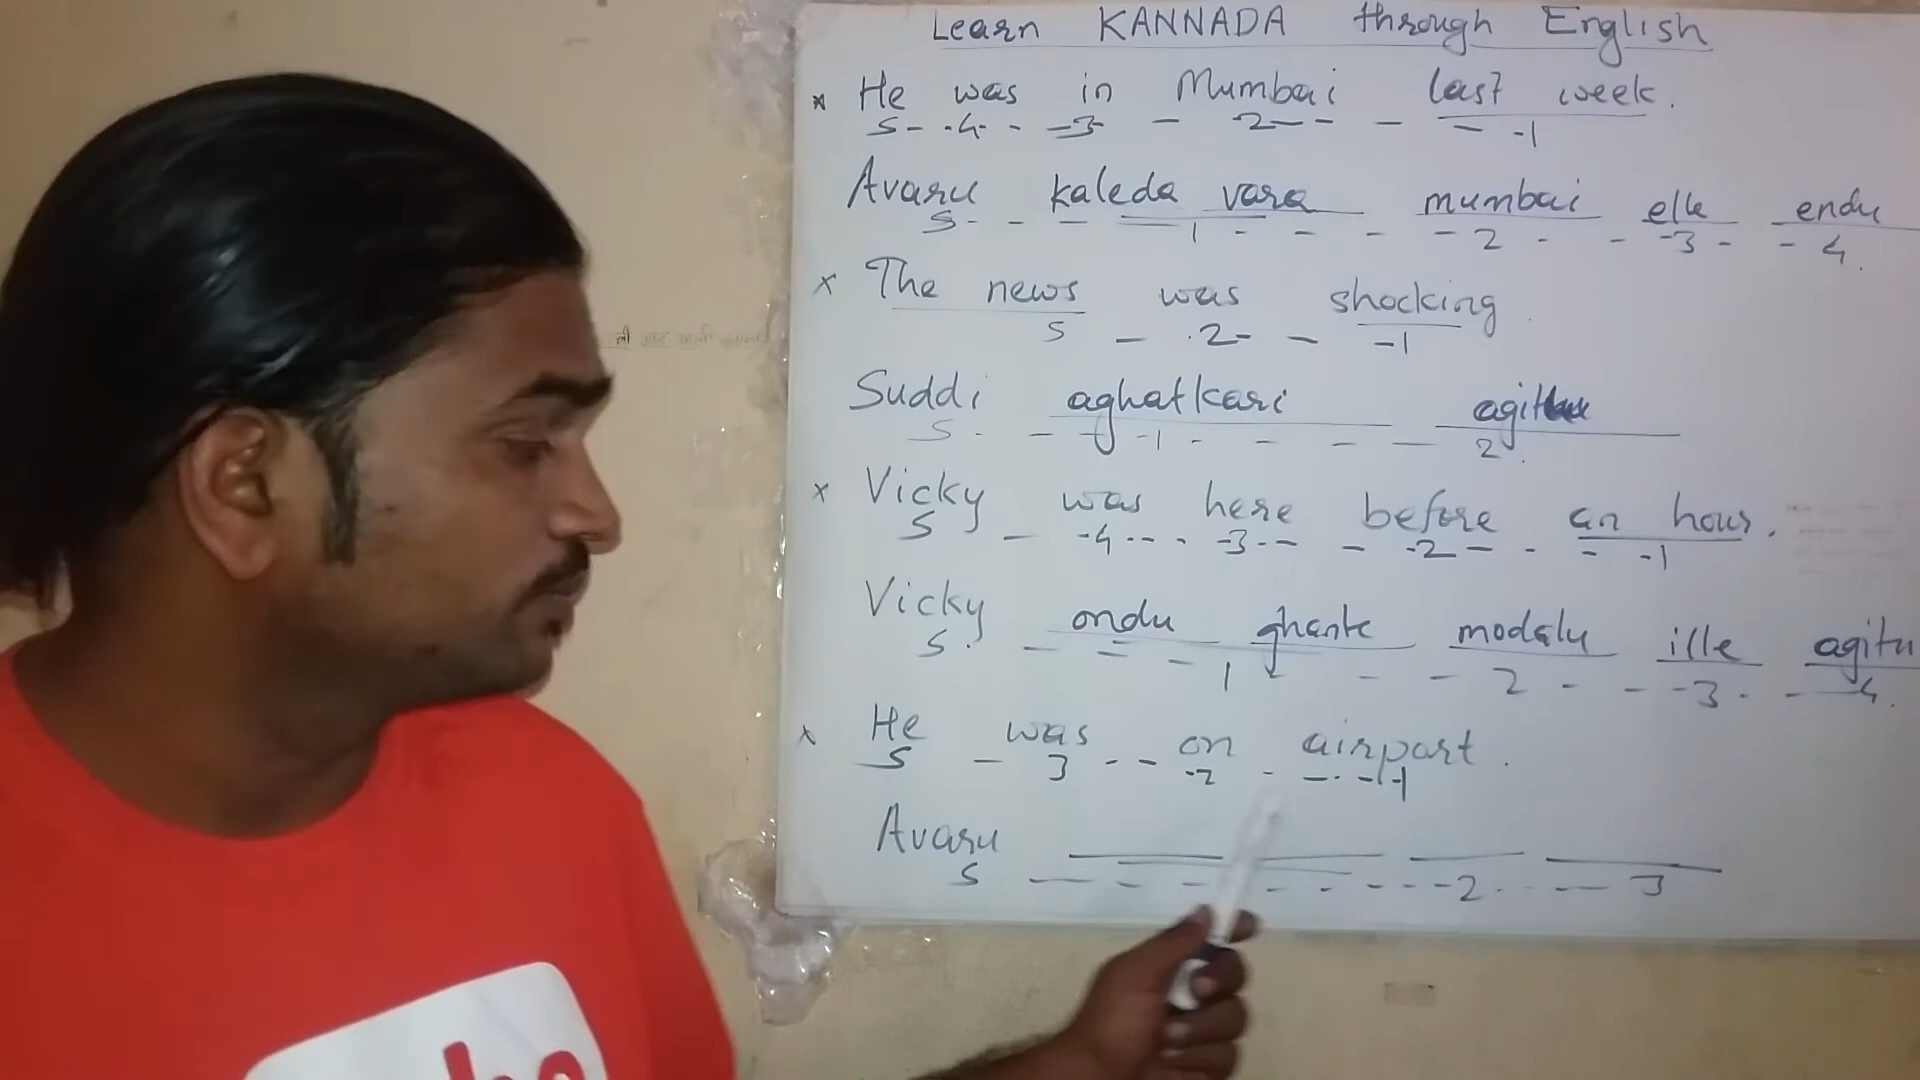 Learn KANNADA through English
* He was in Mumbai last week.
S 4 3 2 1
Avaru kaleda vara mumbai elle endu
S 1 2 3 4
x The news was shocking
S 2 1
Suddi aghatkari
S 1 2
x Vicky was here before an hour.
S 4 3 2 1
Vicky ondu ghante modalu ille agitu
S 1 2 3 4
x He was on airport.
S 3 2 1
Avaru
S 2 3